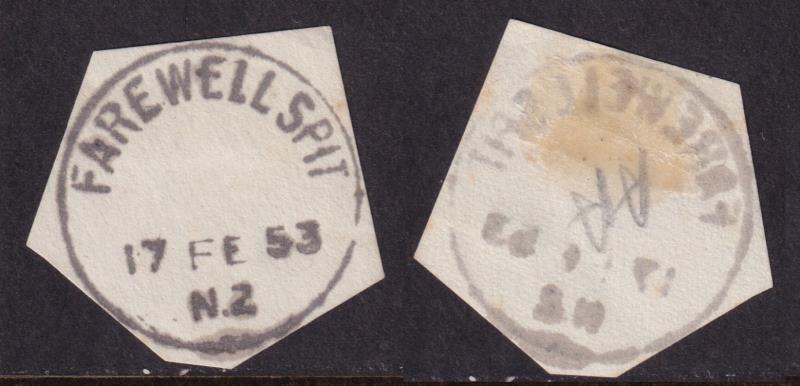 FAREWELL SPIT
17 FE 53
N.Z